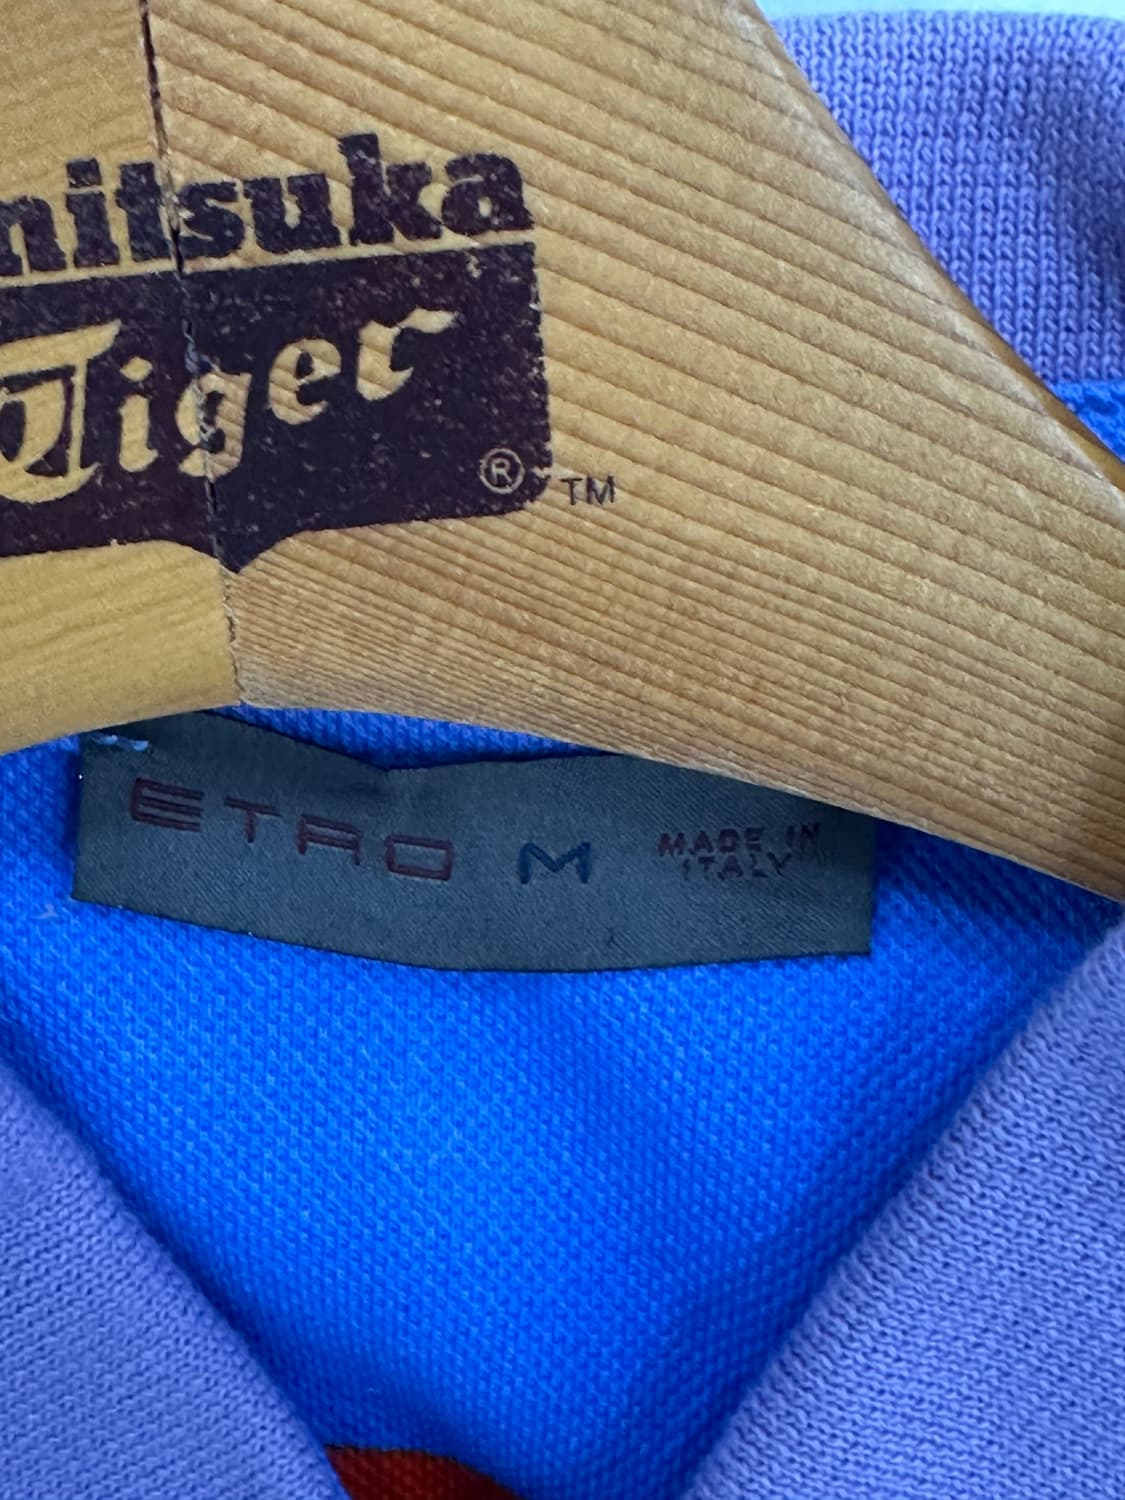 nitsuka
Tiger
® TM
ETRO M MADE IN
ITALY